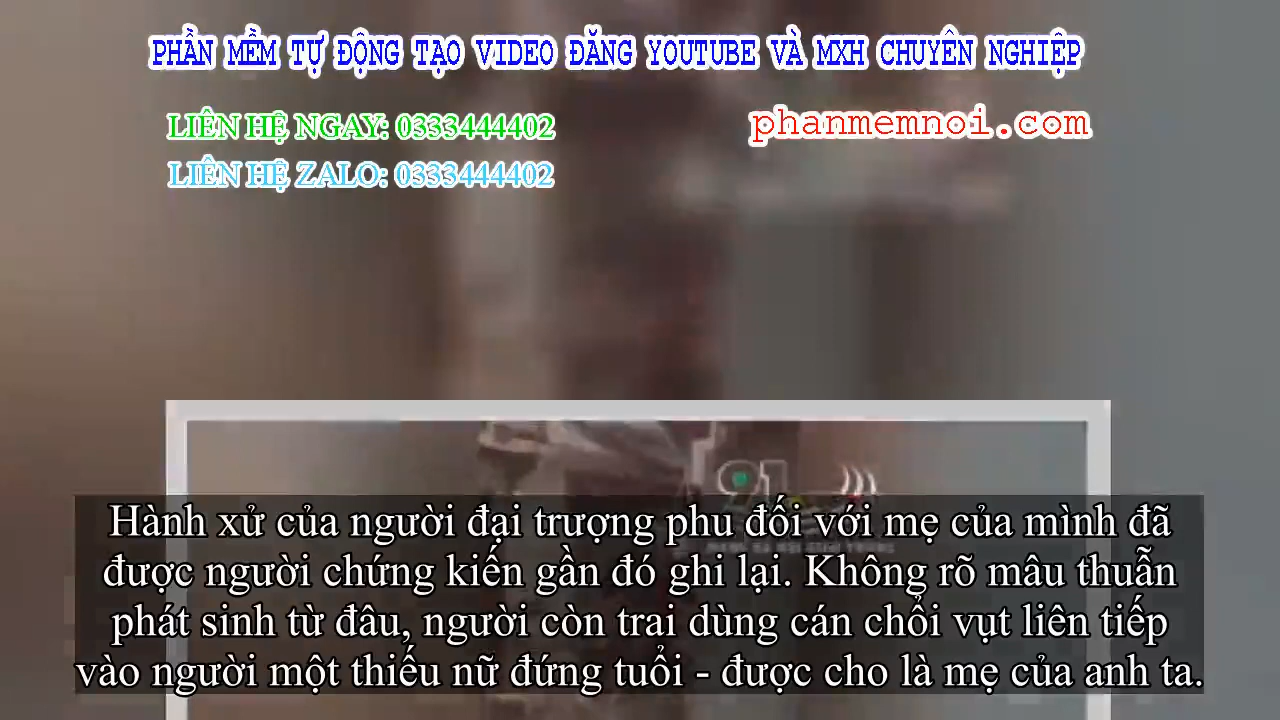 PHẦN MỀM TỰ ĐỘNG TẠO VIDEO ĐĂNG YOUTUBE VÀ MXH CHUYÊN NGHIỆP
LIÊN HỆ NGAY: 0333444402
phanmemnoi.com
LIÊN HỆ ZALO: 0333444402
91
Hành xử của người đại trượng phu đối với mẹ của mình đã
được người chứng kiến gần đó ghi lại. Không rõ mâu thuẫn
phát sinh từ đâu, người còn trai dùng cán chổi vụt liên tiếp
vào người một thiếu nữ đứng tuổi - được cho là mẹ của anh ta.